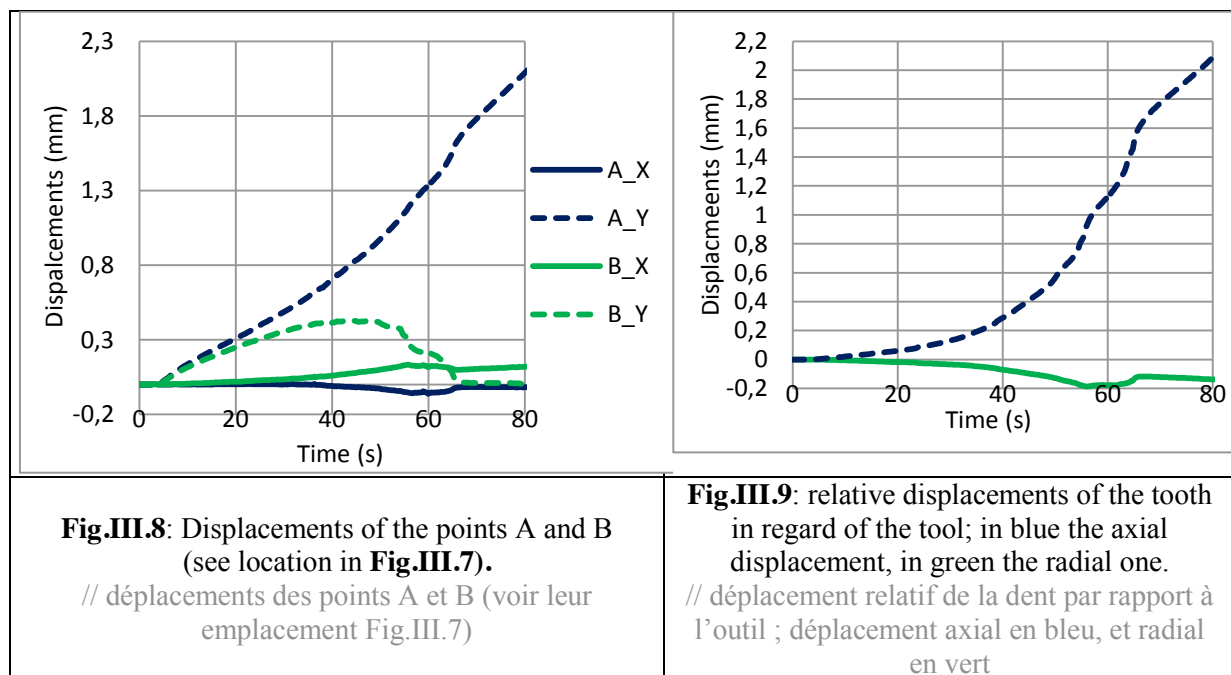 2,3
1,8
1,3
0,8
0,3
-0,2
Dispalcements (mm)
0 20 40 60 80
Time (s)
A_X
A_Y
B_X
B_Y
2,2
2
1,8
1,6
1,4
1,2
1
0,8
0,6
0,4
0,2
0
-0,2
Displacmeents (mm)
0 20 40 60 80
Time (s)
Fig.III.8: Displacements of the points A and B
(see location in Fig.III.7).
// déplacements des points A et B (voir leur
emplacement Fig.III.7)
Fig.III.9: relative displacements of the tooth
in regard of the tool; in blue the axial
displacement, in green the radial one.
// déplacement relatif de la dent par rapport à
l’outil ; déplacement axial en bleu, et radial
en vert